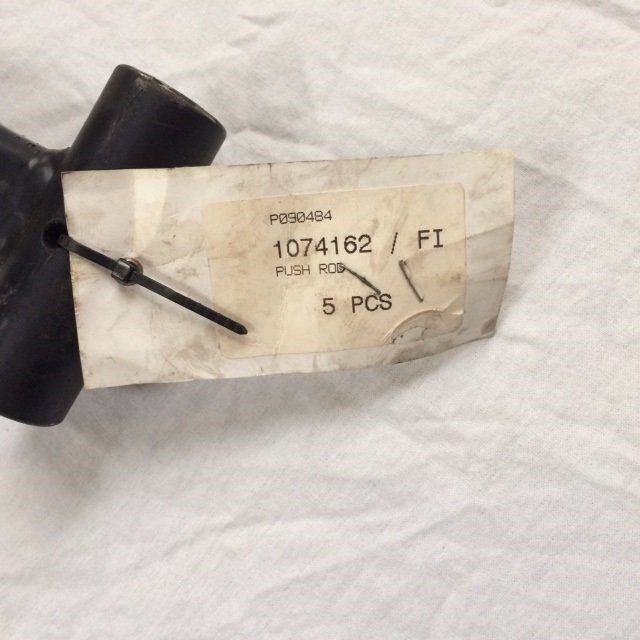 P090484
1074162 / FI
PUSH ROD
5 PCS